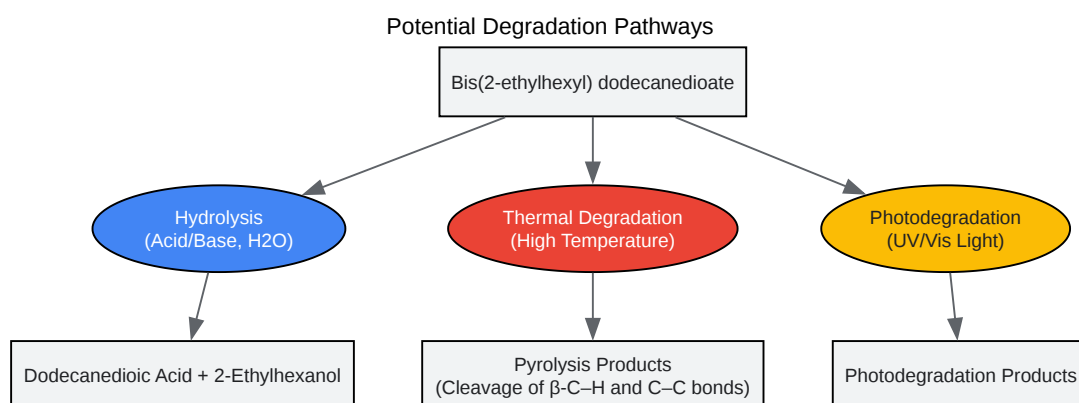 Potential Degradation Pathways
Bis(2-ethylhexyl) dodecanedioate
Hydrolysis
(Acid/Base, H2O)
Thermal Degradation
(High Temperature)
Photodegradation
(UV/Vis Light)
Dodecanedioic Acid + 2-Ethylhexanol
Pyrolysis Products
(Cleavage of β-C–H and C–C bonds)
Photodegradation Products